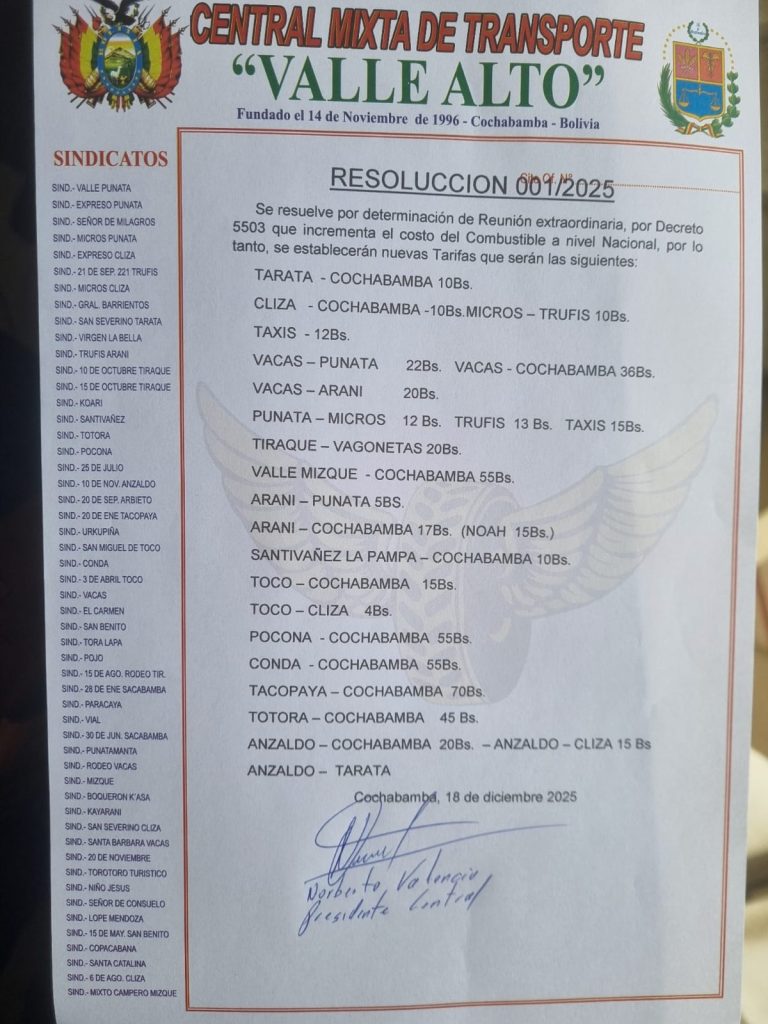 CENTRAL MIXTA DE TRANSPORTE
“VALLE ALTO”
Fundado el 14 de Noviembre de 1996 - Cochabamba - Bolivia
SINDICATOS
SIND.- VALLE PUNATA
SIND.- EXPRESO PUNATA
SIND.- SEÑOR DE MILAGROS
SIND.- MICROS PUNATA
SIND.- EXPRESO CLIZA
SIND.- 21 DE SEP. 221 TRUFIS
SIND.- MICROS CLIZA
SIND.- GRAL. BARRIENTOS
SIND.- SAN SEVERINO TARATA
SIND.- VIRGEN LA BELLA
SIND.- TRUFIS ARANI
SIND.- 10 DE OCTUBRE TIRAQUE
SIND.- 15 DE OCTUBRE TIRAQUE
SIND.- KOARI
SIND.- SANTIVAÑEZ
SIND.- TOTORA
SIND.- POCONA
SIND.- 25 DE JULIO
SIND.- 10 DE NOV. ANZALDO
SIND.- 20 DE SEP. ARBIETO
SIND.- 20 DE ENE TACOPAYA
SIND.- URKUPIÑA
SIND.- SAN MIGUEL DE TOCO
SIND.- CONDA
SIND.- 3 DE ABRIL TOCO
SIND.- VACAS
SIND.- EL CARMEN
SIND.- SAN BENITO
SIND.- TORA LAPA
SIND.- POJO
SIND.- 15 DE AGO. RODEO TIR.
SIND.- 28 DE ENE SACABAMBA
SIND.- PARACAYA
SIND.- VIAL
SIND.- 30 DE JUN. SACABAMBA
SIND.- PUNATAMANTA
SIND.- RODEO VACAS
SIND.- MIZQUE
SIND.- BOQUERON K´ASA
SIND.- KAYARANI
SIND.- SAN SEVERINO CLIZA
SIND.- SANTA BARBARA VACAS
SIND.- 20 DE NOVIEMBRE
SIND.- TOROTORO TURISTICO
SIND.- NIÑO JESUS
SIND.- SEÑOR DE CONSUELO
SIND.- LOPE MENDOZA
SIND.- 15 DE MAY. SAN BENITO
SIND.- COPACABANA
SIND.- SANTA CATALINA
SIND.- 6 DE AGO. CLIZA
SIND.- MIXTO CAMPERO MIZQUE
Of. Nº
RESOLUCCION 001/2025
Se resuelve por determinación de Reunión extraordinaria, por Decreto
5503 que incrementa el costo del Combustible a nivel Nacional, por lo
tanto, se establecerán nuevas Tarifas que serán las siguientes:
TARATA - COCHABAMBA 10Bs.
CLIZA - COCHABAMBA -10Bs.MICROS – TRUFIS 10Bs.
TAXIS - 12Bs.
VACAS – PUNATA 22Bs. VACAS - COCHABAMBA 36Bs.
VACAS – ARANI 20Bs.
PUNATA – MICROS 12 Bs. TRUFIS 13 Bs. TAXIS 15Bs.
TIRAQUE – VAGONETAS 20Bs.
VALLE MIZQUE - COCHABAMBA 55Bs.
ARANI – PUNATA 5BS.
ARANI – COCHABAMBA 17Bs. (NOAH 15Bs.)
SANTIVAÑEZ LA PAMPA – COCHABAMBA 10Bs.
TOCO – COCHABAMBA 15Bs.
TOCO – CLIZA 4Bs.
POCONA - COCHABAMBA 55Bs.
CONDA - COCHABAMBA 55Bs.
TACOPAYA – COCHABAMBA 70Bs.
TOTORA – COCHABAMBA 45 Bs.
ANZALDO – COCHABAMBA 20Bs. – ANZALDO – CLIZA 15 Bs
ANZALDO – TARATA
Cochabamba, 18 de diciembre 2025
Norberto Valencia
Presidente Central